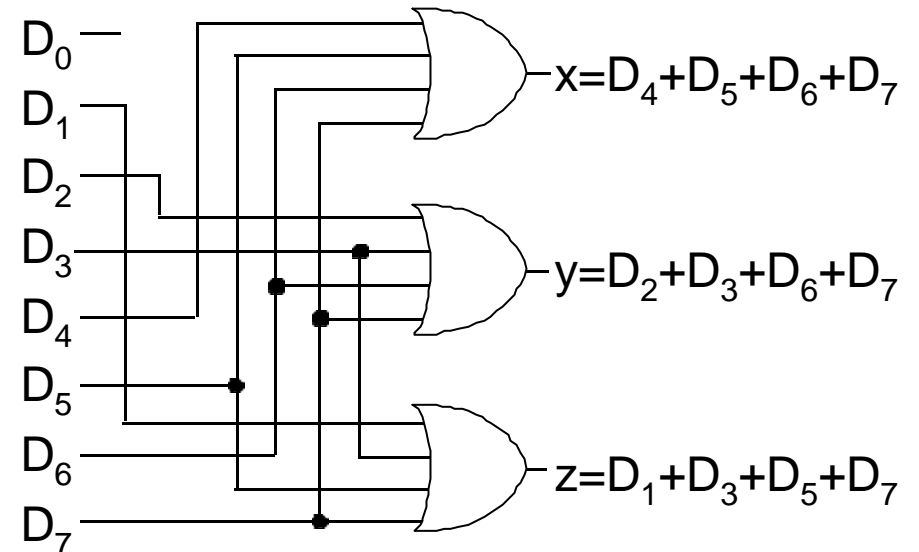 D₀
D₁
D₂
D₃
D₄
D₅
D₆
D₇
x=D₄+D₅+D₆+D₇
y=D₂+D₃+D₆+D₇
z=D₁+D₃+D₅+D₇